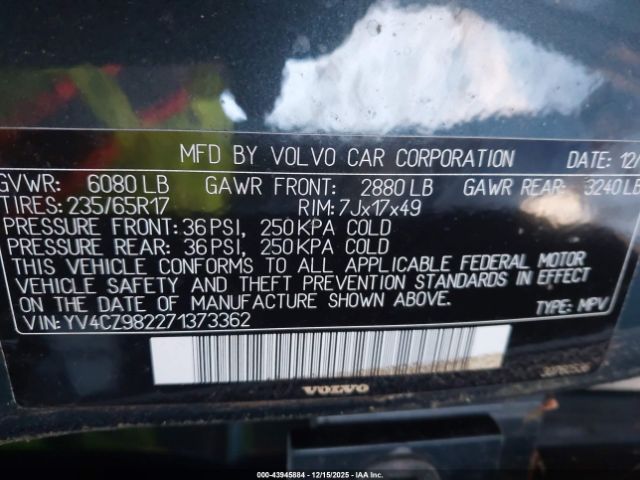 MFD BY VOLVO CAR CORPORATION DATE: 12/
GVWR: 6080 LB GAWR FRONT: 2880 LB GAWR REAR: 3240 LB
TIRES: 235/65R17 RIM: 7Jx17x49
PRESSURE FRONT: 36 PSI, 250 KPA COLD
PRESSURE REAR: 36 PSI, 250 KPA COLD
THIS VEHICLE CONFORMS TO ALL APPLICABLE FEDERAL MOTOR
VEHICLE SAFETY AND THEFT PREVENTION STANDARDS IN EFFECT
ON THE DATE OF MANUFACTURE SHOWN ABOVE. TYPE: MPV
VIN: YV4CZ982271373362
VOLVO
000-43945884 - 12/15/2025 - IAA Inc.